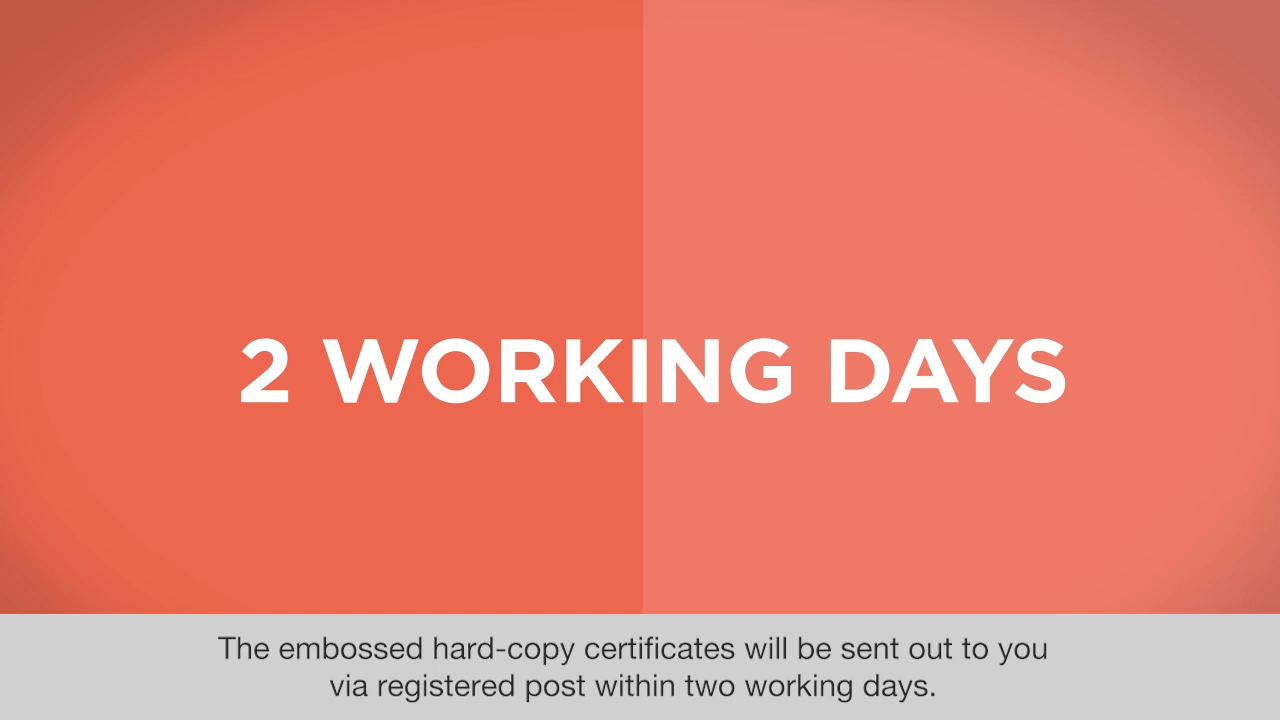 2 WORKING DAYS
The embossed hard-copy certificates will be sent out to you
via registered post within two working days.